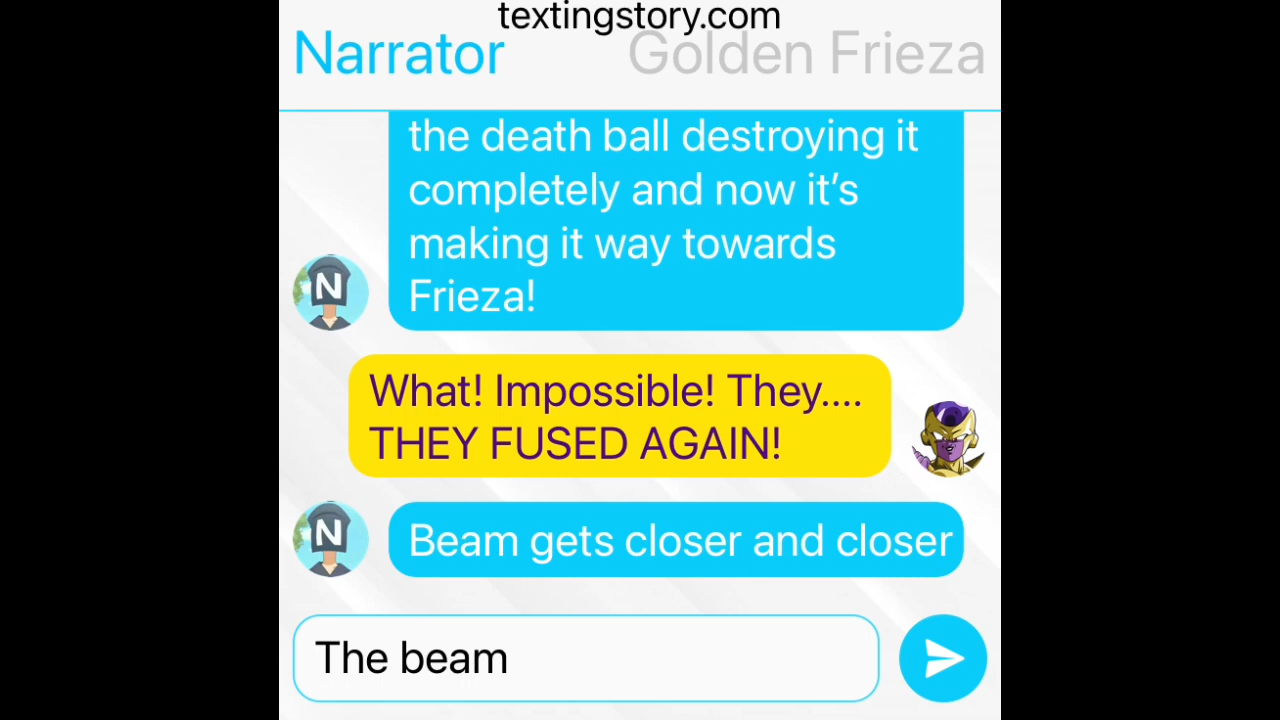 textingstory.com
Narrator
Golden Frieza
the death ball destroying it
completely and now it’s
making it way towards
Frieza!
N
What! Impossible! They....
THEY FUSED AGAIN!
N
Beam gets closer and closer
The beam